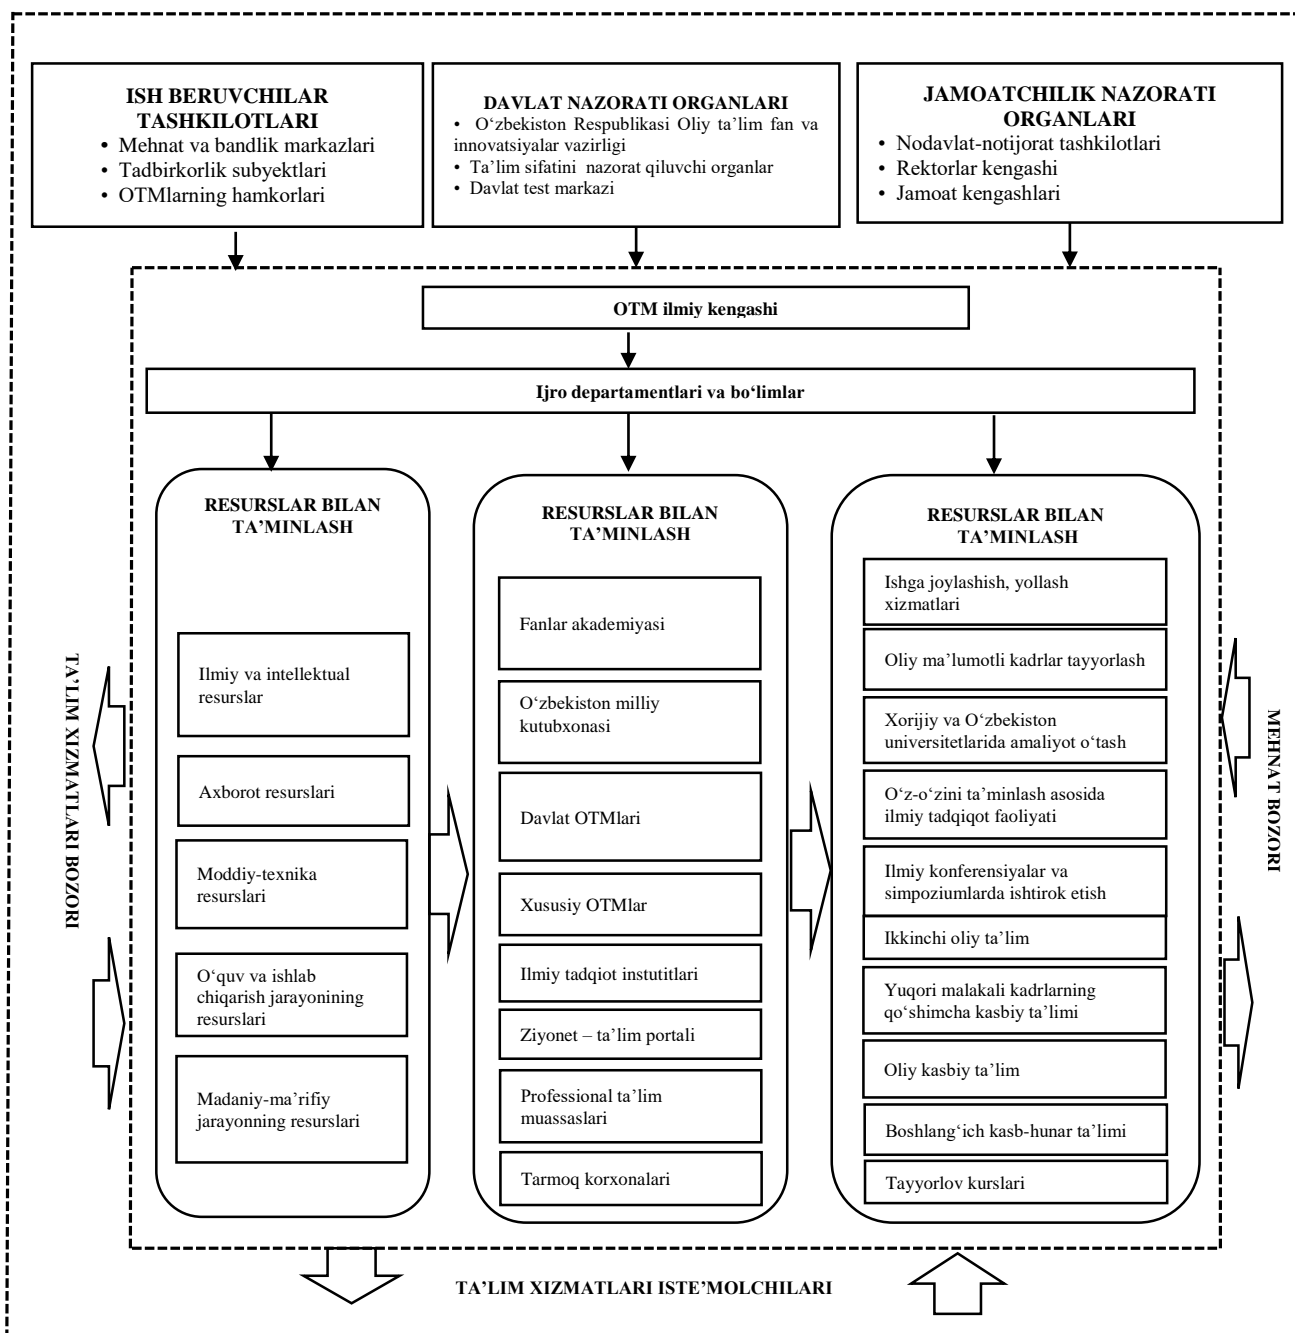 ISH BERUVCHILAR
TASHKILOTLARI
• Mehnat va bandlik markazlari
• Tadbirkorlik subyektlari
• OTMlarning hamkorlari
DAVLAT NAZORATI ORGANLARI
• O‘zbekiston Respublikasi Oliy ta’lim fan va
innovatsiyalar vazirligi
• Ta’lim sifatini nazorat qiluvchi organlar
• Davlat test markazi
JAMOATCHILIK NAZORATI
ORGANLARI
• Nodavlat-notijorat tashkilotlari
• Rektorlar kengashi
• Jamoat kengashlari
OTM ilmiy kengashi
Ijro departamentlari va bo‘limlar
RESURSLAR BILAN
TA’MINLASH
Ilmiy va intellektual
resurslar
Axborot resurslari
Moddiy-texnika
resurslari
O‘quv va ishlab
chiqarish jarayonining
resurslari
Madaniy-ma’rifiy
jarayonning resurslari
RESURSLAR BILAN
TA’MINLASH
Fanlar akademiyasi
O‘zbekiston milliy
kutubxonasi
Davlat OTMlari
Xususiy OTMlar
Ilmiy tadqiot instutitlari
Ziyonet – ta’lim portali
Professional ta’lim
muassaslari
Tarmoq korxonalari
RESURSLAR BILAN
TA’MINLASH
Ishga joylashish, yollash
xizmatlari
Oliy ma’lumotli kadrlar tayyorlash
Xorijiy va O‘zbekiston
universitetlarida amaliyot o‘tash
O‘z-o‘zini ta’minlash asosida
ilmiy tadqiqot faoliyati
Ilmiy konferensiyalar va
simpoziumlarda ishtirok etish
Ikkinchi oliy ta’lim
Yuqori malakali kadrlarning
qo‘shimcha kasbiy ta’limi
Oliy kasbiy ta’lim
Boshlang‘ich kasb-hunar ta’limi
Tayyorlov kurslari
TA’LIM XIZMATLARI BOZORI
MEHNAT BOZORI
TA’LIM XIZMATLARI ISTE’MOLCHILARI